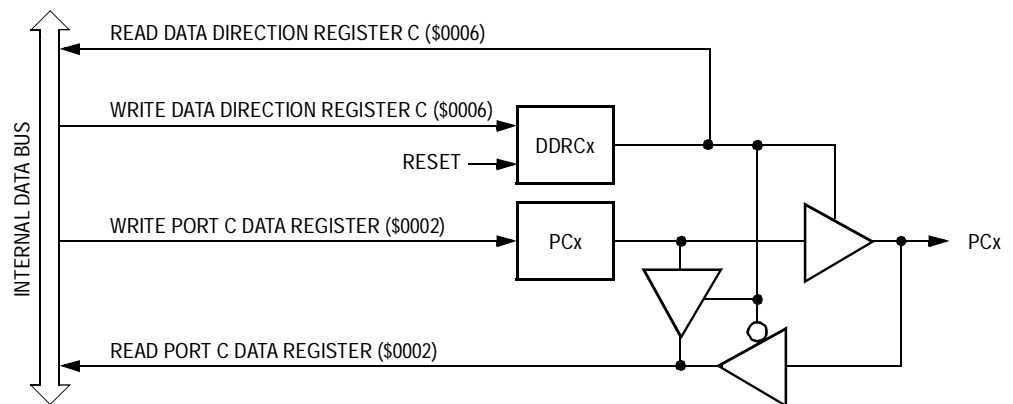 READ DATA DIRECTION REGISTER C ($0006)
WRITE DATA DIRECTION REGISTER C ($0006)
DDRCx
RESET
INTERNAL DATA BUS
WRITE PORT C DATA REGISTER ($0002)
PCx
PCx
READ PORT C DATA REGISTER ($0002)